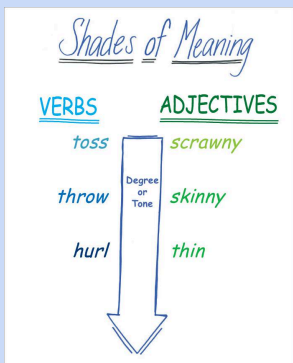 Shades of Meaning
VERBS ADJECTIVES
toss scrawny
Degree
or
Tone
throw skinny
hurl thin